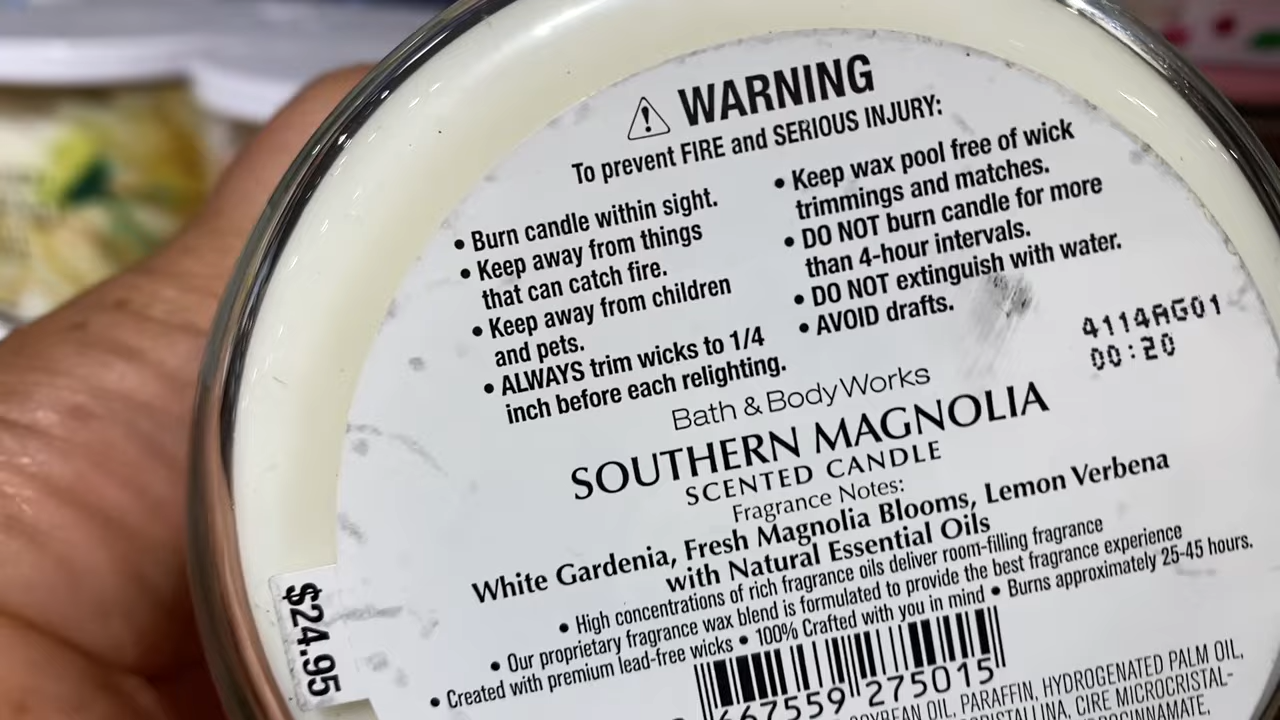 WARNING
To prevent FIRE and SERIOUS INJURY:
• Burn candle within sight.
• Keep away from things
that can catch fire.
• Keep away from children
and pets.
• ALWAYS trim wicks to 1/4
inch before each relighting.
• Keep wax pool free of wick
trimmings and matches.
• DO NOT burn candle for more
than 4-hour intervals.
• DO NOT extinguish with water.
• AVOID drafts.
4114AG01
00:20
Bath & Body Works
SOUTHERN MAGNOLIA
SCENTED CANDLE
Fragrance Notes:
White Gardenia, Fresh Magnolia Blooms, Lemon Verbena
with Natural Essential Oils
• High concentrations of rich fragrance oils deliver room-filling fragrance
• Our proprietary fragrance wax blend is formulated to provide the best fragrance experience
• Created with premium lead-free wicks • 100% Crafted with you in mind • Burns approximately 25-45 hours.
$24.95
667559 275015
OIL, PARAFFIN, HYDROGENATED PALM OIL,
CIRE MICROCRISTAL-